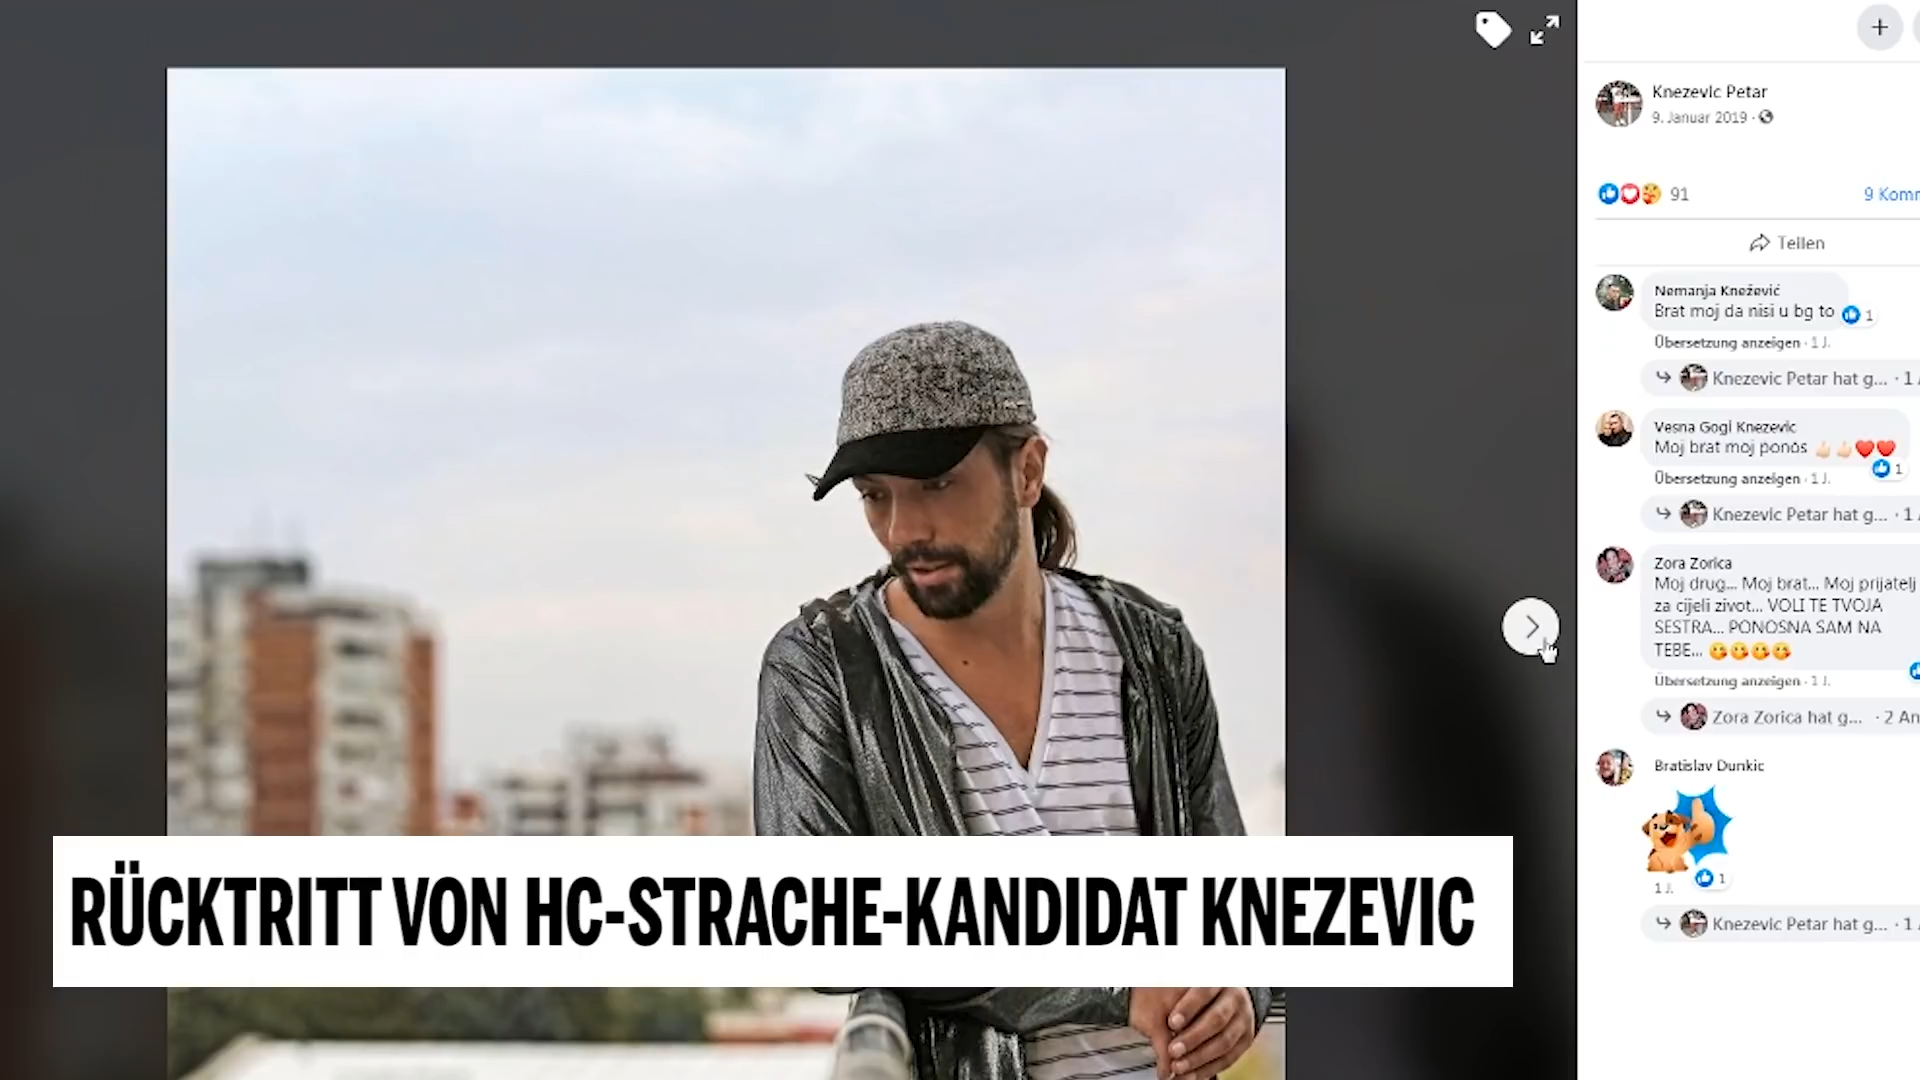 Knezevic Petar
9. Januar 2019 ·
91
9 Komm
Teilen
Nemanja Knežević
Brat moj da nisi u bg to
1
Übersetzung anzeigen · 1 J.
Knezevic Petar hat g... · 1 A
Vesna Gogl Knezevic
Moj brat moj ponos
1
Übersetzung anzeigen · 1 J.
Knezevic Petar hat g... · 1 A
Zora Zorica
Moj drug... Moj brat... Moj prijatelj
za cijeli zivot... VOLI TE TVOJA
SESTRA... PONOSNA SAM NA
TEBE...
Übersetzung anzeigen · 1 J.
Zora Zorica hat g... · 2 An
Bratislav Dunkic
1 J.
1
Knezevic Petar hat g... · 1 A
RÜCKTRITT VON HC-STRACHE-KANDIDAT KNEZEVIC